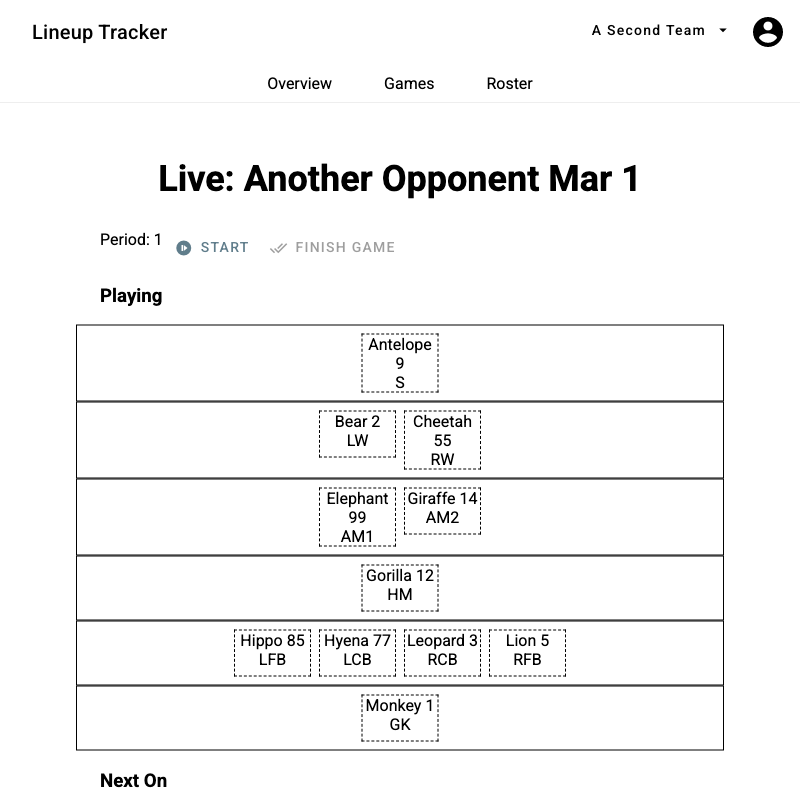 Lineup Tracker
A Second Team
Overview Games Roster
Live: Another Opponent Mar 1
Period: 1 START FINISH GAME
Playing
Antelope
9
S
Bear 2
LW
Cheetah
55
RW
Elephant
99
AM1
Giraffe 14
AM2
Gorilla 12
HM
Hippo 85
LFB
Hyena 77
LCB
Leopard 3
RCB
Lion 5
RFB
Monkey 1
GK
Next On